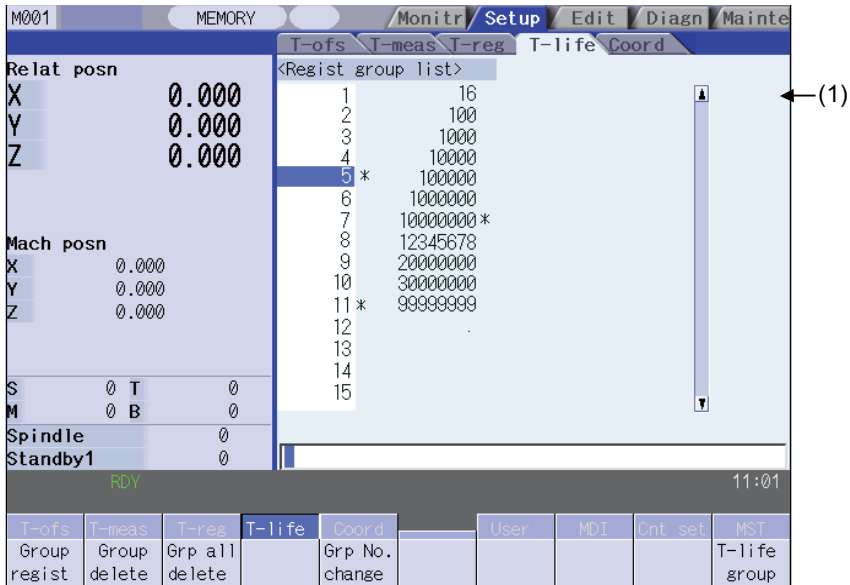 M001 MEMORY Monitr Setup Edit Diagn Mainte
T-ofs T-meas T-reg T-life Coord
Relat posn
X 0.000
Y 0.000
Z 0.000
Mach posn
X 0.000
Y 0.000
Z 0.000
S 0 T 0
M 0 B 0
Spindle 0
Standby1 0
<Regist group list>
1 16
2 100
3 1000
4 10000
5 * 100000
6 1000000
7 10000000 *
8 12345678
9 20000000
10 30000000
11 * 99999999
12 .
13
14
15
(1)
RDY 11:01
T-ofs T-meas T-reg T-life Coord User MDI Cnt set MST
Group Group Grp all Grp No. T-life
regist delete delete change group